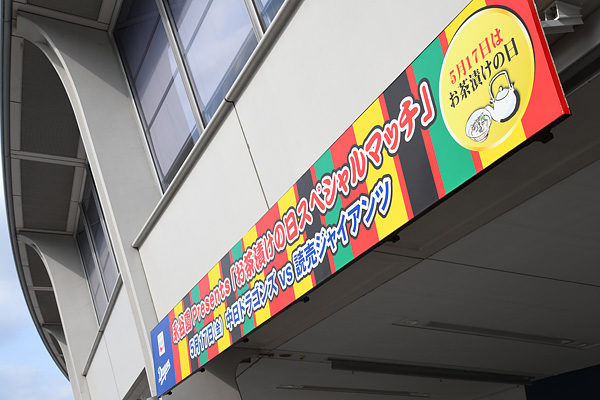 永谷園 Presents 「お茶漬けの日スペシャルマッチ」
5月17日(金) 中日ドラゴンズ vs 読売ジャイアンツ
5月17日は
お茶漬けの日
Dragons